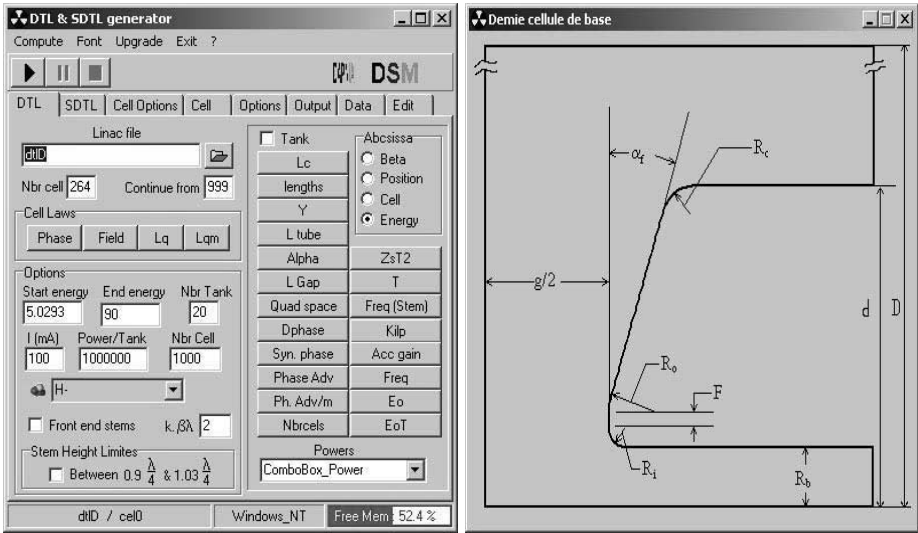 DTL & SDTL generator
Compute Font Upgrade Exit ?
DSM
DTL SDTL Cell Options Cell Options Output Data Edit
Linac file
dtlD
Nbr cell 264 Continue from 999
Cell Laws
Phase Field Lq Lqm
Options
Start energy End energy Nbr Tank
5.0293 90 20
I (mA) Power/Tank Nbr Cell
100 1000000 1000
H-
Front end stems k.βλ 2
Stem Height Limites
Between 0.9 λ/4 & 1.03 λ/4
Tank
Lc
lengths
Y
L tube
Alpha
L Gap
Quad space
Dphase
Syn. phase
Phase Adv
Ph. Adv/m
Nbrcels
Abcsissa
Beta
Position
Cell
Energy
ZsT2
T
Freq (Stem)
Kilp
Acc gain
Freq
Eo
EoT
Powers
ComboBox_Power
dtlD / cel0 Windows_NT Free Mem : 52.4 %
Demie cellule de base
αf
Rc
g/2
d
D
Ro
F
Ri
Rb